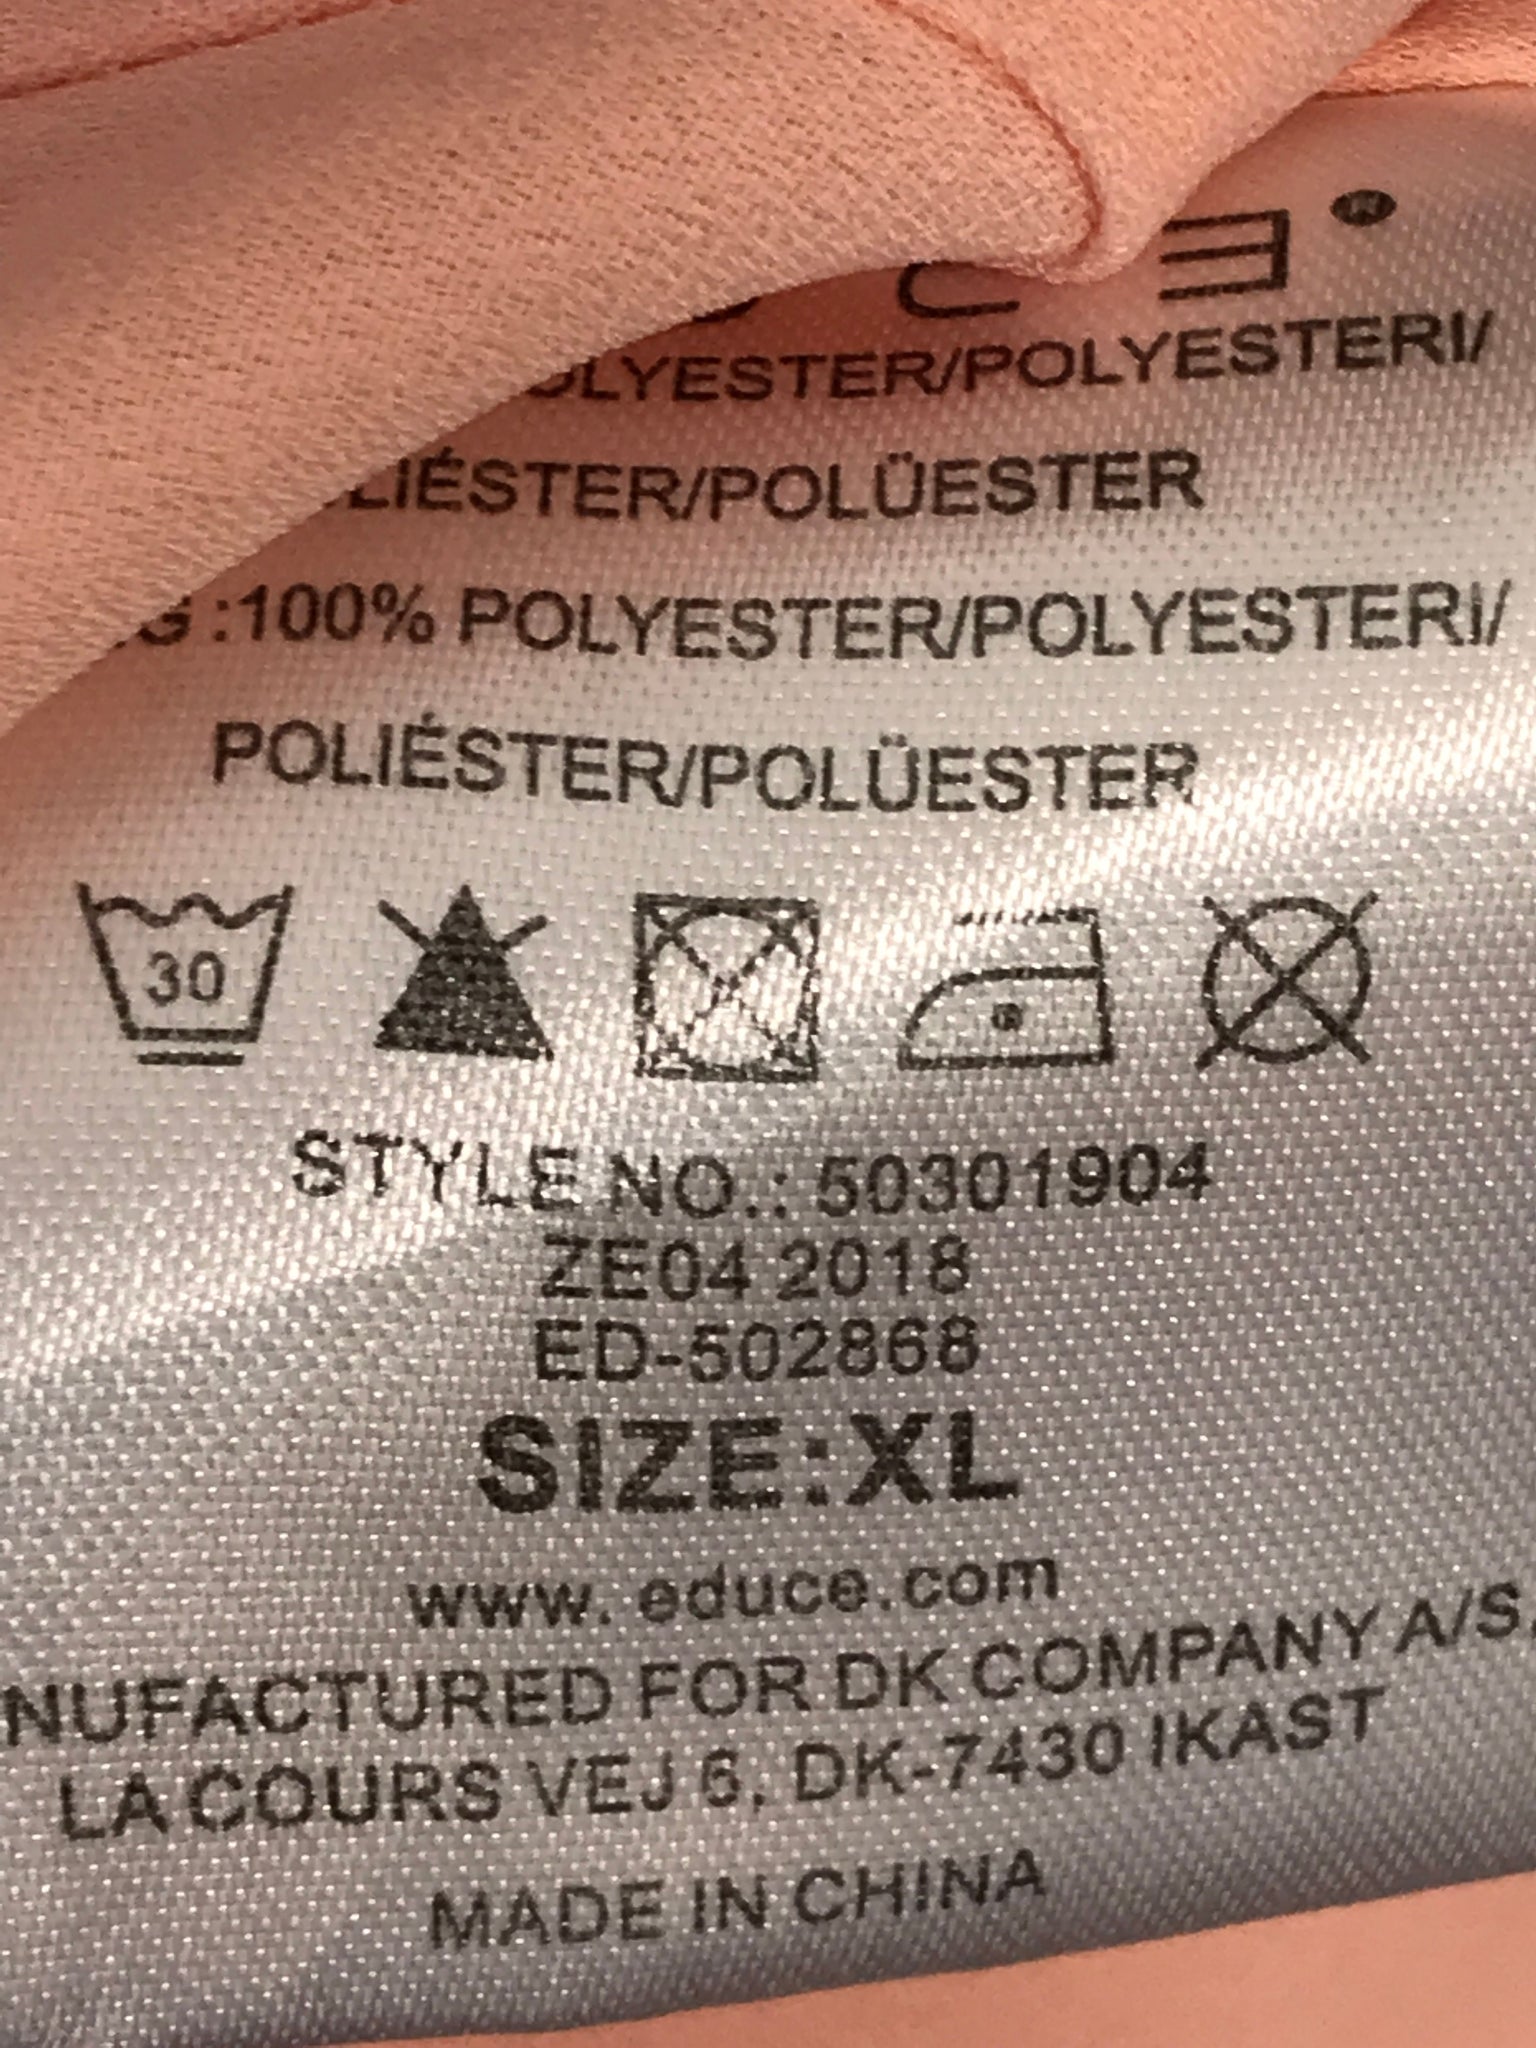 POLYESTER/POLYESTERI/
LIÉSTER/POLÜESTER
G :100% POLYESTER/POLYESTERI/
POLIÉSTER/POLÜESTER
30
STYLE NO.: 50301904
ZE04 2018
ED-502868
SIZE:XL
www. educe.com
NUFACTURED FOR DK COMPANY A/S,
LA COURS VEJ 6, DK-7430 IKAST
MADE IN CHINA